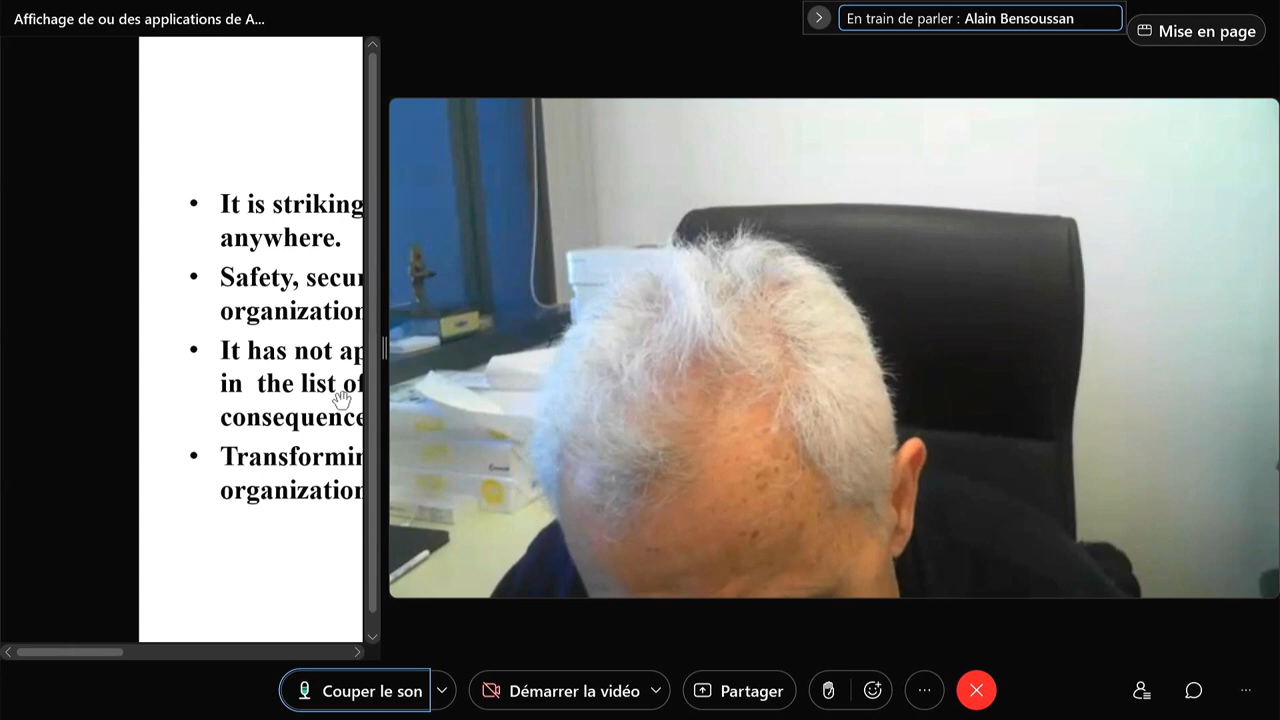 Affichage de ou des applications de A...
En train de parler : Alain Bensoussan
Mise en page
• It is striking
anywhere.
• Safety, secur
organization
• It has not ap
in the list of
consequence
• Transformin
organization
Couper le son
Démarrer la vidéo
Partager